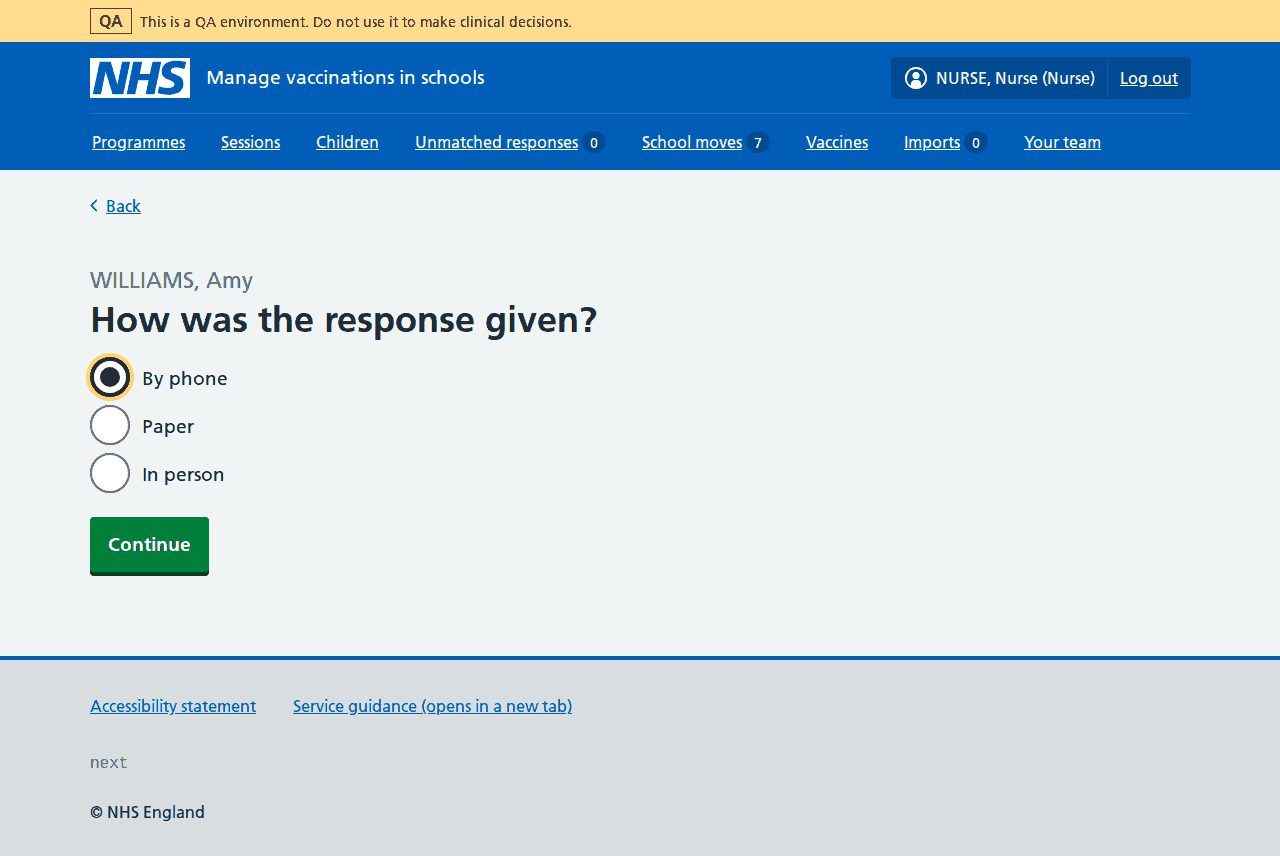 QA This is a QA environment. Do not use it to make clinical decisions.
NHS Manage vaccinations in schools NURSE, Nurse (Nurse) Log out
Programmes Sessions Children Unmatched responses 0 School moves 7 Vaccines Imports 0 Your team
Back
WILLIAMS, Amy
How was the response given?
By phone
Paper
In person
Continue
Accessibility statement Service guidance (opens in a new tab)
next
© NHS England